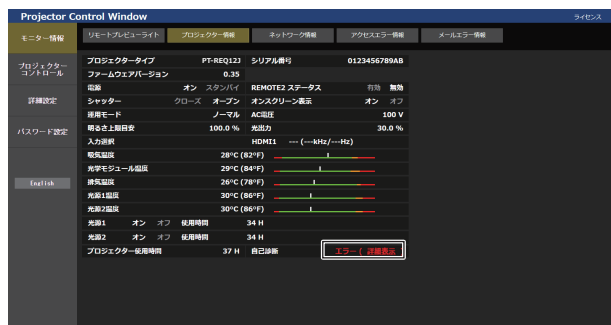 Projector Control Window ライセンス
モニター情報 リモートプレビューライト プロジェクター情報 ネットワーク情報 アクセスエラー情報 メールエラー情報
プロジェクター
コントロール
詳細設定
パスワード設定
English
プロジェクタータイプ PT-REQ12J シリアル番号 0123456789AB
ファームウェアバージョン 0.35
電源 オン スタンバイ REMOTE2 ステータス 有効 無効
シャッター クローズ オープン オンスクリーン表示 オン オフ
運用モード ノーマル AC電圧 100 V
明るさ上限目安 100.0 % 光出力 30.0 %
入力選択 HDMI1 --- (---kHz/---Hz)
吸気温度 28°C (82°F)
光学モジュール温度 29°C (84°F)
排気温度 26°C (78°F)
光源1温度 30°C (86°F)
光源2温度 30°C (86°F)
光源1 オン オフ 使用時間 34 H
光源2 オン オフ 使用時間 34 H
プロジェクター使用時間 37 H 自己診断 エラー ( 詳細表示